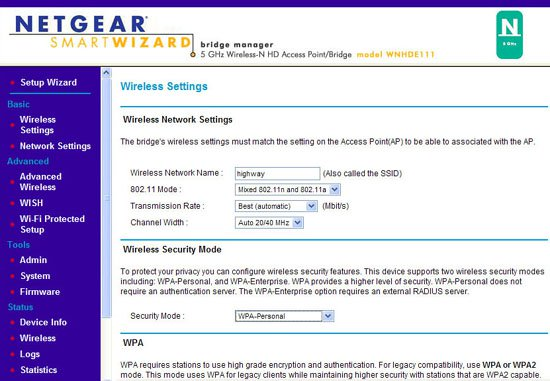 NETGEAR
SMARTWIZARD bridge manager
5 GHz Wireless-N HD Access Point/Bridge model WNHDE111
N
5 GHz
Setup Wizard
Basic
Wireless
Settings
Network Settings
Advanced
Advanced
Wireless
WISH
Wi-Fi Protected
Setup
Tools
Admin
System
Firmware
Status
Device Info
Wireless
Logs
Statistics
Wireless Settings
Wireless Network Settings
The bridge's wireless settings must match the setting on the Access Point(AP) to be able to associated with the AP.
Wireless Network Name : highway (Also called the SSID)
802.11 Mode : Mixed 802.11n and 802.11a
Transmission Rate : Best (automatic) (Mbit/s)
Channel Width : Auto 20/40 MHz
Wireless Security Mode
To protect your privacy you can configure wireless security features. This device supports two wireless security modes
including: WPA-Personal, and WPA-Enterprise. WPA provides a higher level of security. WPA-Personal does not
require an authentication server. The WPA-Enterprise option requires an external RADIUS server.
Security Mode : WPA-Personal
WPA
WPA requires stations to use high grade encryption and authentication. For legacy compatibility, use WPA or WPA2
mode. This mode uses WPA for legacy clients while maintaining higher security with stations that are WPA2 capable.